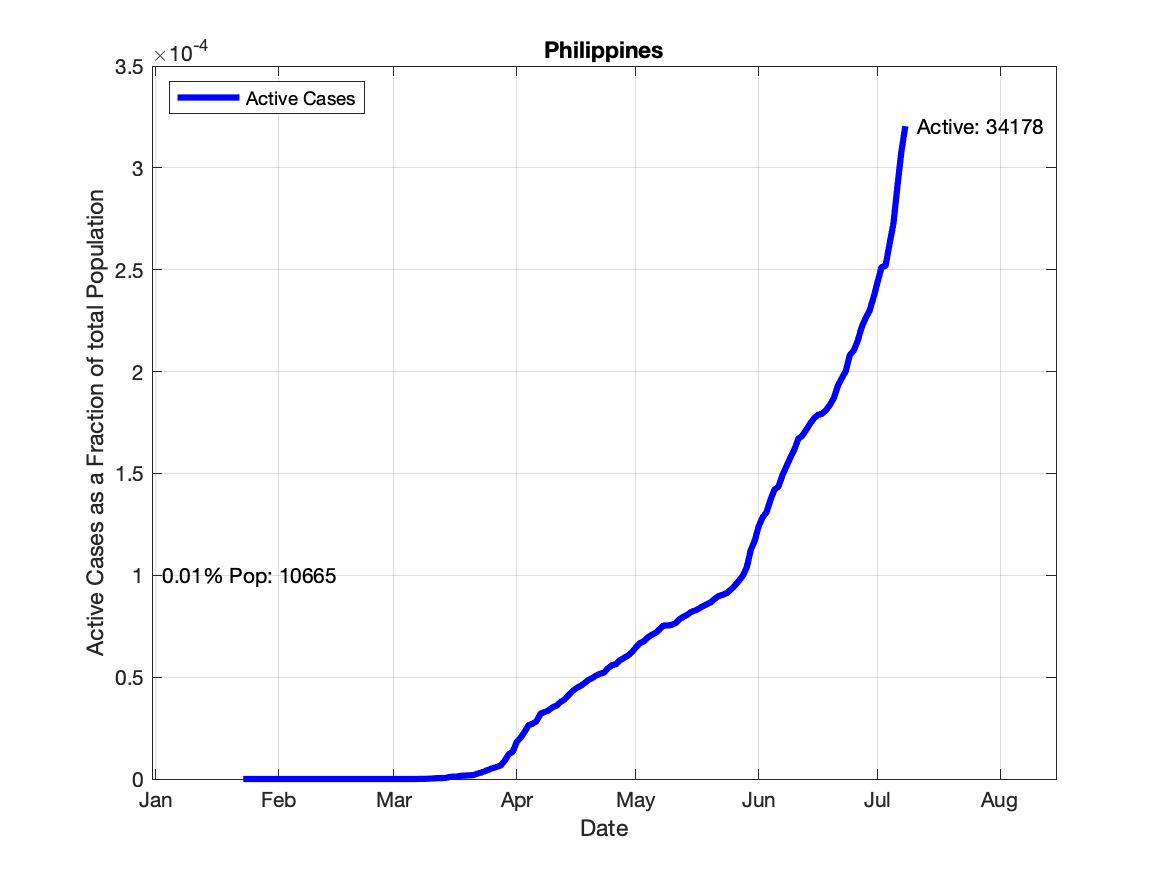 Philippines
×10-4
3.5
3
2.5
2
1.5
1
0.5
0
Active Cases
Active: 34178
0.01% Pop: 10665
Active Cases as a Fraction of total Population
Jan Feb Mar Apr May Jun Jul Aug
Date